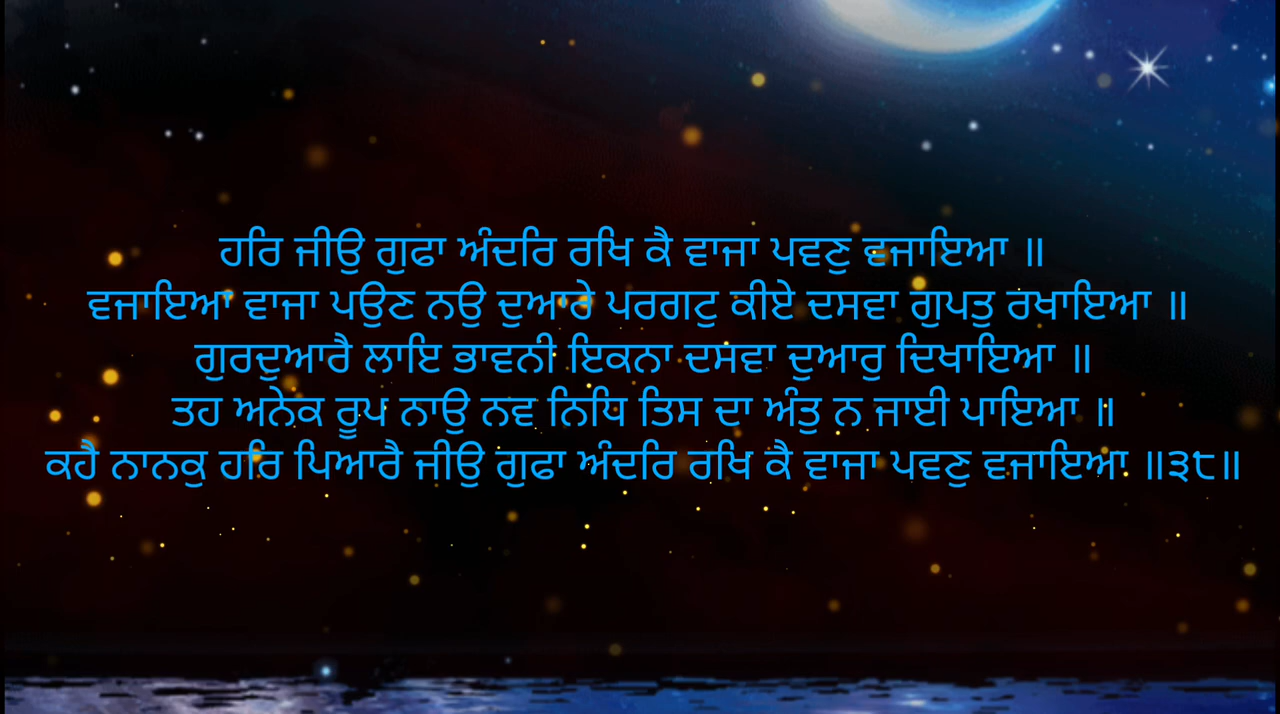 ਹਰਿ ਜੀਉ ਗੁਫਾ ਅੰਦਰਿ ਰਖਿ ਕੈ ਵਾਜਾ ਪਵਣੁ ਵਜਾਇਆ ॥
ਵਜਾਇਆ ਵਾਜਾ ਪਉਣ ਨਉ ਦੁਆਰੇ ਪਰਗਟੁ ਕੀਏ ਦਸਵਾ ਗੁਪਤੁ ਰਖਾਇਆ ॥
ਗੁਰਦੁਆਰੈ ਲਾਇ ਭਾਵਨੀ ਇਕਨਾ ਦਸਵਾ ਦੁਆਰੁ ਦਿਖਾਇਆ ॥
ਤਹ ਅਨੇਕ ਰੂਪ ਨਾਉ ਨਵ ਨਿਧਿ ਤਿਸ ਦਾ ਅੰਤੁ ਨ ਜਾਈ ਪਾਇਆ ॥
ਕਹੈ ਨਾਨਕੁ ਹਰਿ ਪਿਆਰੈ ਜੀਉ ਗੁਫਾ ਅੰਦਰਿ ਰਖਿ ਕੈ ਵਾਜਾ ਪਵਣੁ ਵਜਾਇਆ ॥੩੮॥